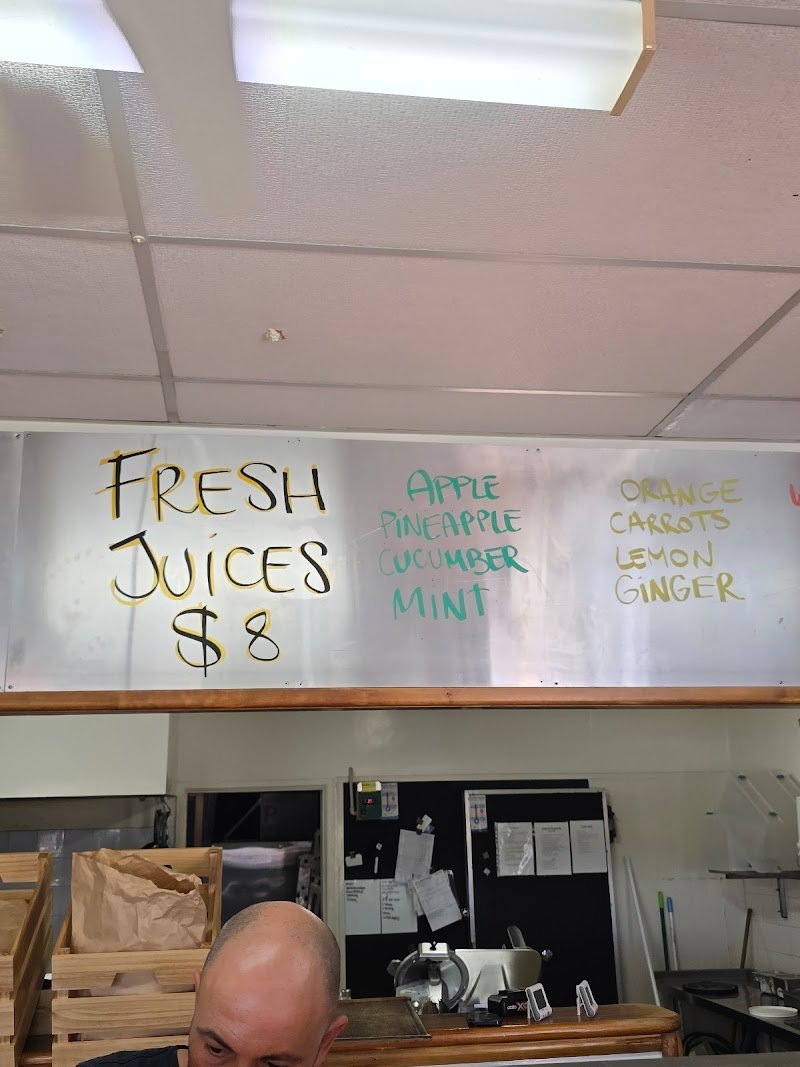 FRESH
JUICES
$8
APPLE
PINEAPPLE
CUCUMBER
MINT
ORANGE
CARROTS
LEMON
GINGER